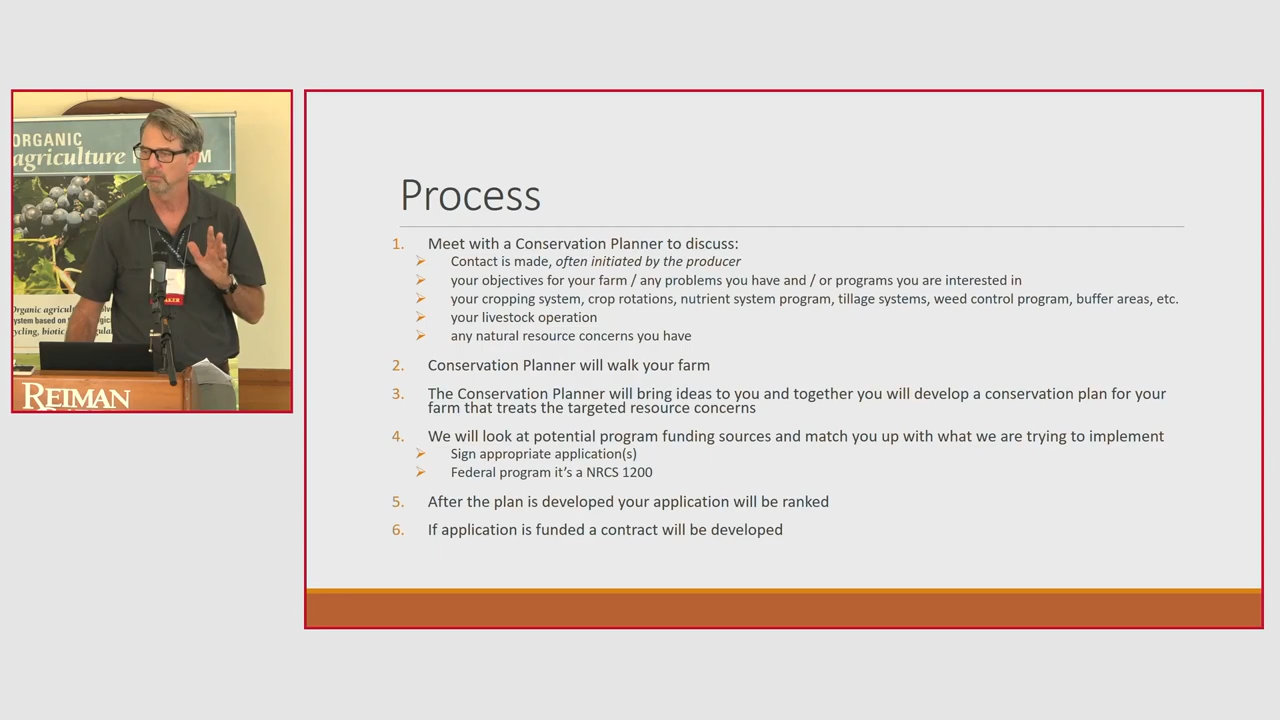 ORGANIC
agriculture
M
Organic agricul
ystem based on
cycling, biotic
REIMAN
Process
1. Meet with a Conservation Planner to discuss:
Contact is made, often initiated by the producer
your objectives for your farm / any problems you have and / or programs you are interested in
your cropping system, crop rotations, nutrient system program, tillage systems, weed control program, buffer areas, etc.
your livestock operation
any natural resource concerns you have
2. Conservation Planner will walk your farm
3. The Conservation Planner will bring ideas to you and together you will develop a conservation plan for your
farm that treats the targeted resource concerns
4. We will look at potential program funding sources and match you up with what we are trying to implement
Sign appropriate application(s)
Federal program it's a NRCS 1200
5. After the plan is developed your application will be ranked
6. If application is funded a contract will be developed